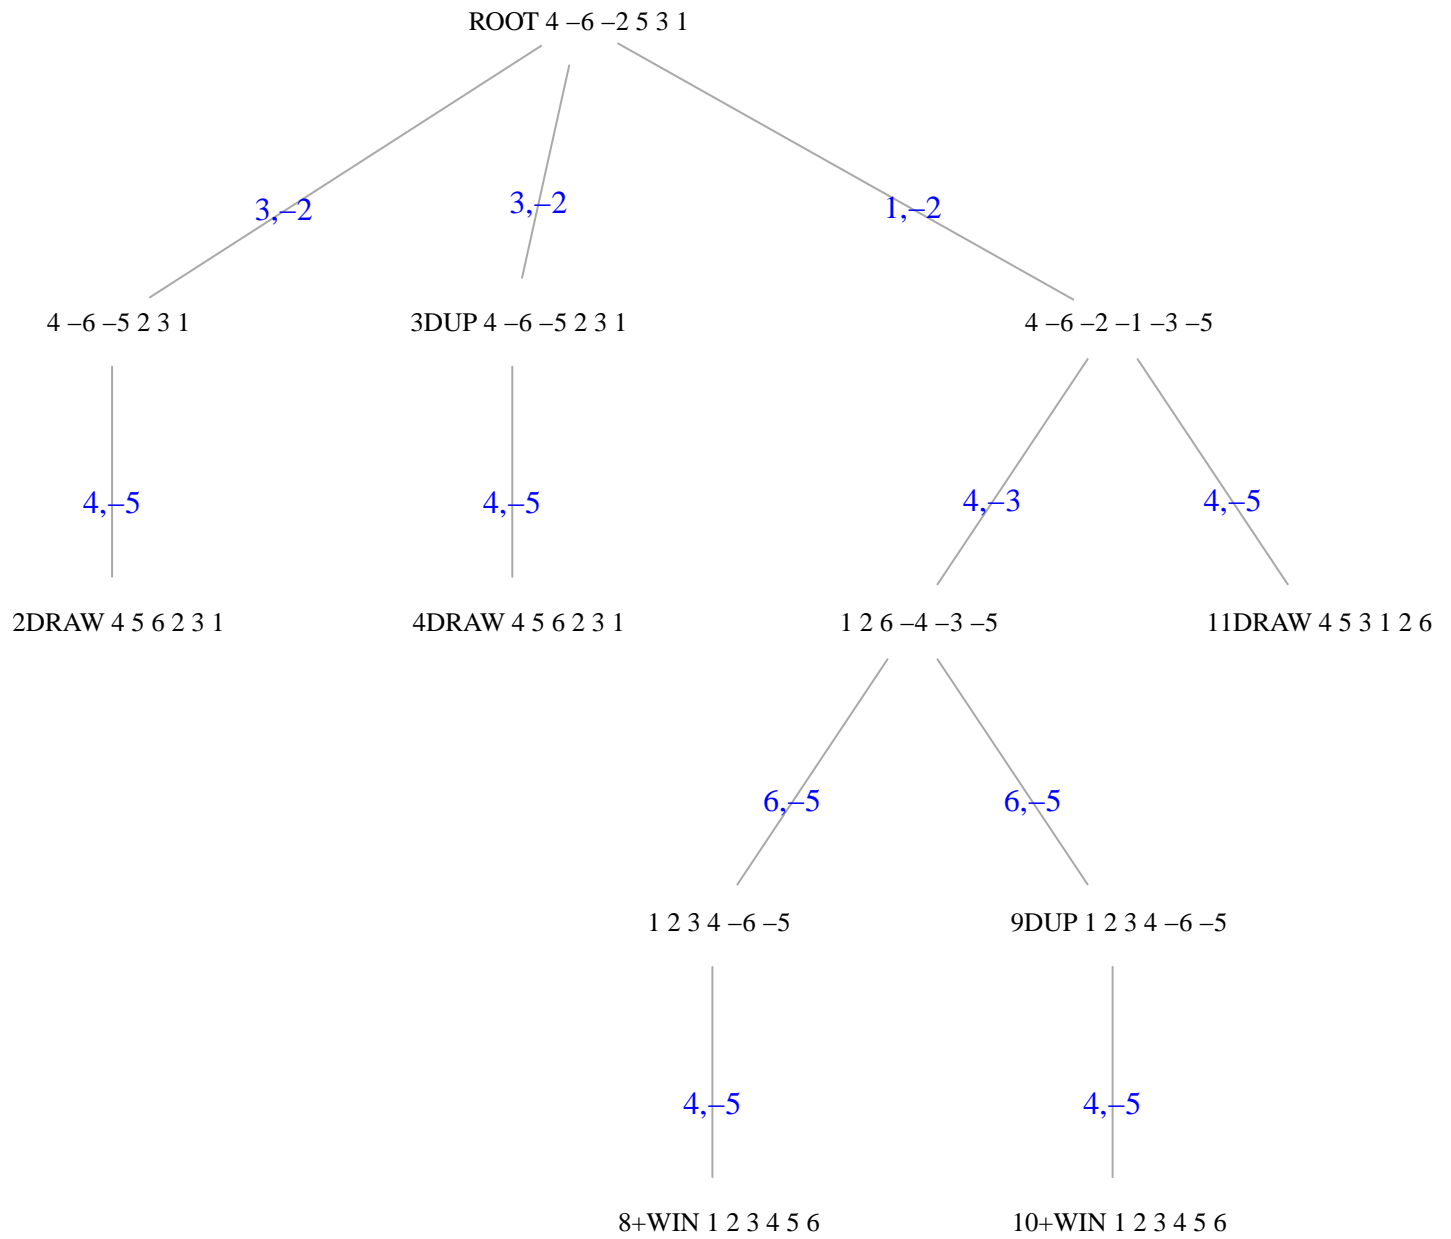 ROOT 4 –6 –2 5 3 1
3,–2
3,–2
1,–2
4 –6 –5 2 3 1
3DUP 4 –6 –5 2 3 1
4 –6 –2 –1 –3 –5
4,–5
4,–5
4,–3
4,–5
2DRAW 4 5 6 2 3 1
4DRAW 4 5 6 2 3 1
1 2 6 –4 –3 –5
11DRAW 4 5 3 1 2 6
6,–5
6,–5
1 2 3 4 –6 –5
9DUP 1 2 3 4 –6 –5
4,–5
4,–5
8+WIN 1 2 3 4 5 6
10+WIN 1 2 3 4 5 6